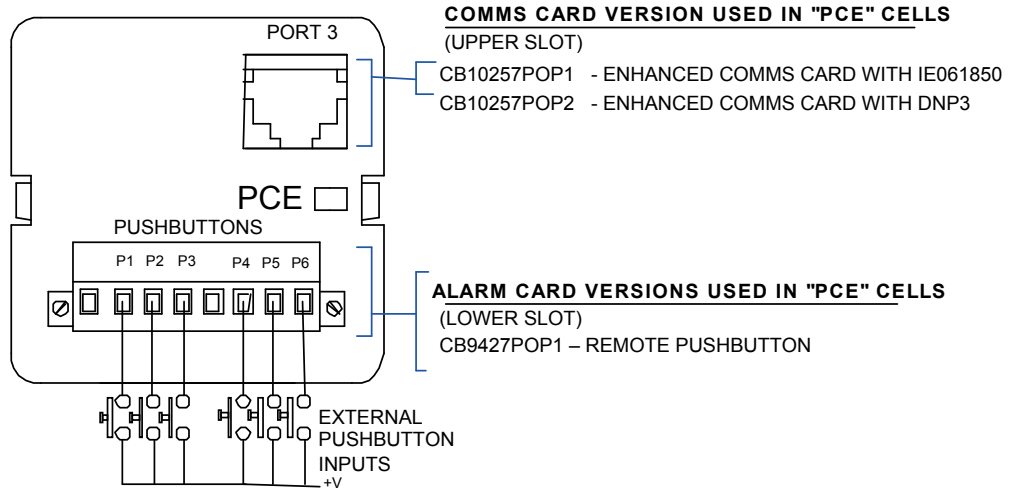 PORT 3
COMMS CARD VERSION USED IN "PCE" CELLS
(UPPER SLOT)
CB10257POP1 - ENHANCED COMMS CARD WITH IE061850
CB10257POP2 - ENHANCED COMMS CARD WITH DNP3
PCE
PUSHBUTTONS
P1 P2 P3 P4 P5 P6
ALARM CARD VERSIONS USED IN "PCE" CELLS
(LOWER SLOT)
CB9427POP1 – REMOTE PUSHBUTTON
EXTERNAL
PUSHBUTTON
INPUTS
+V